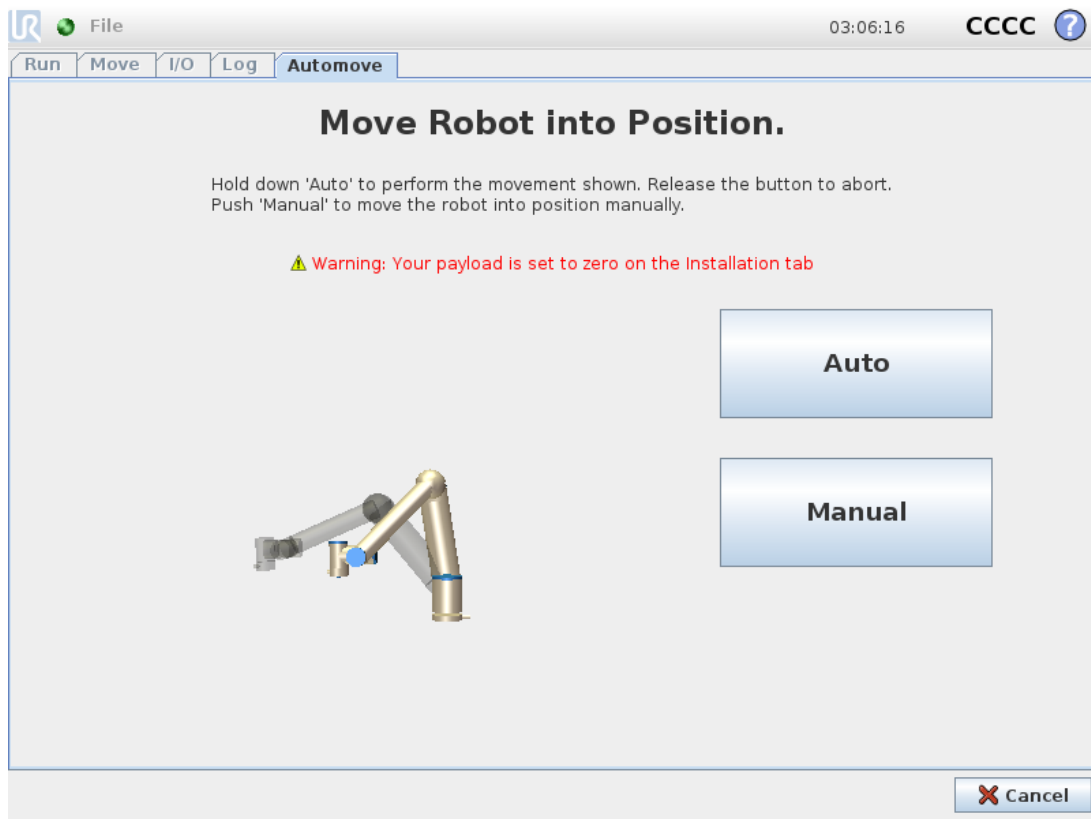 UR File 03:06:16 CCCC ?
Run Move I/O Log Automove
Move Robot into Position.
Hold down 'Auto' to perform the movement shown. Release the button to abort.
Push 'Manual' to move the robot into position manually.
Warning: Your payload is set to zero on the Installation tab
Auto
Manual
Cancel